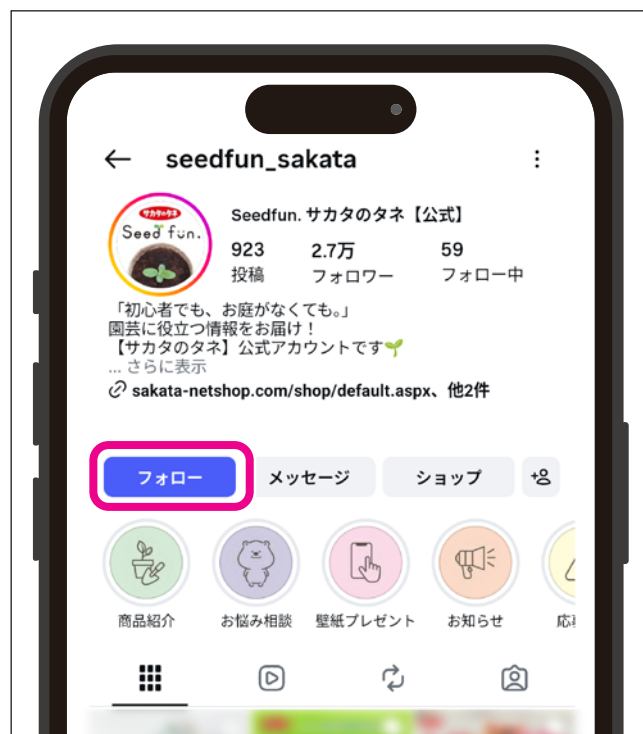 seedfun_sakata
サカタのタネ
Seed fun.
Seedfun. サカタのタネ【公式】
923 2.7万 59
投稿 フォロワー フォロー中
「初心者でも、お庭がなくても。」
園芸に役立つ情報をお届け！
【サカタのタネ】公式アカウントです🌱
... さらに表示
sakata-netshop.com/shop/default.aspx、他2件
フォロー メッセージ ショップ
商品紹介 お悩み相談 壁紙プレゼント お知らせ